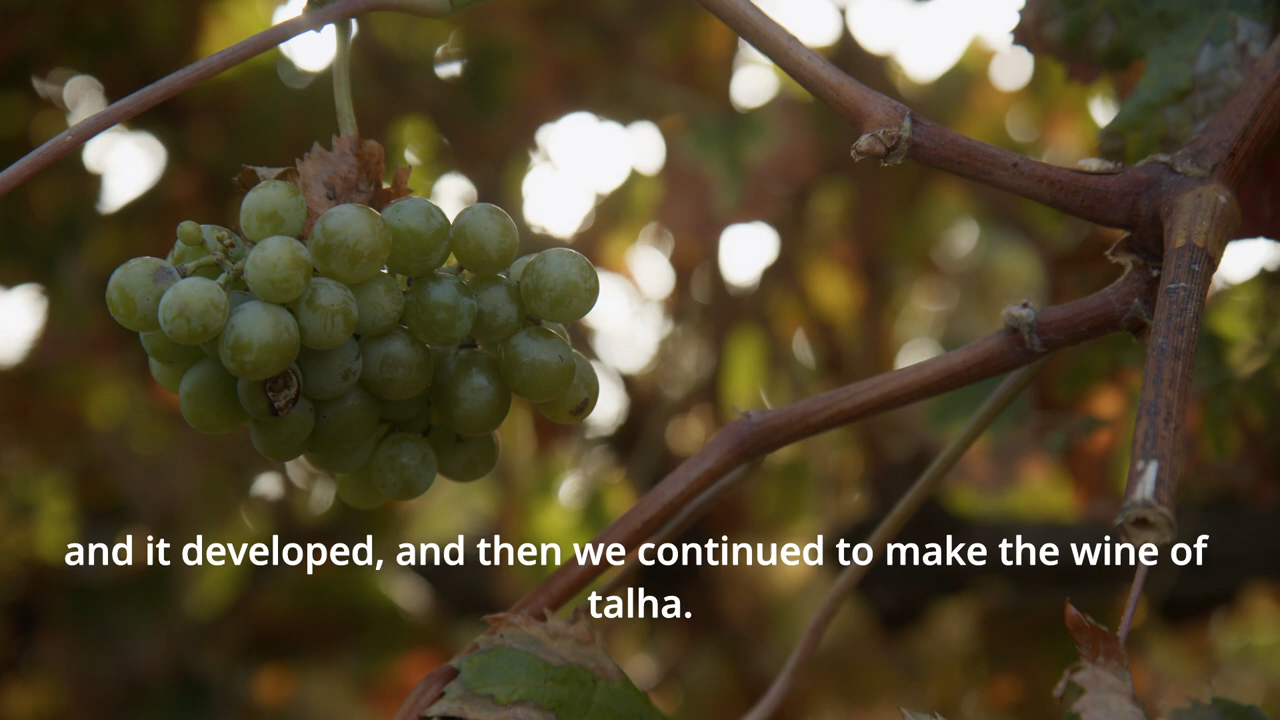 and it developed, and then we continued to make the wine of
talha.